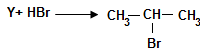 Y+ HBr ⟶ CH₃—CH—CH₃
Br